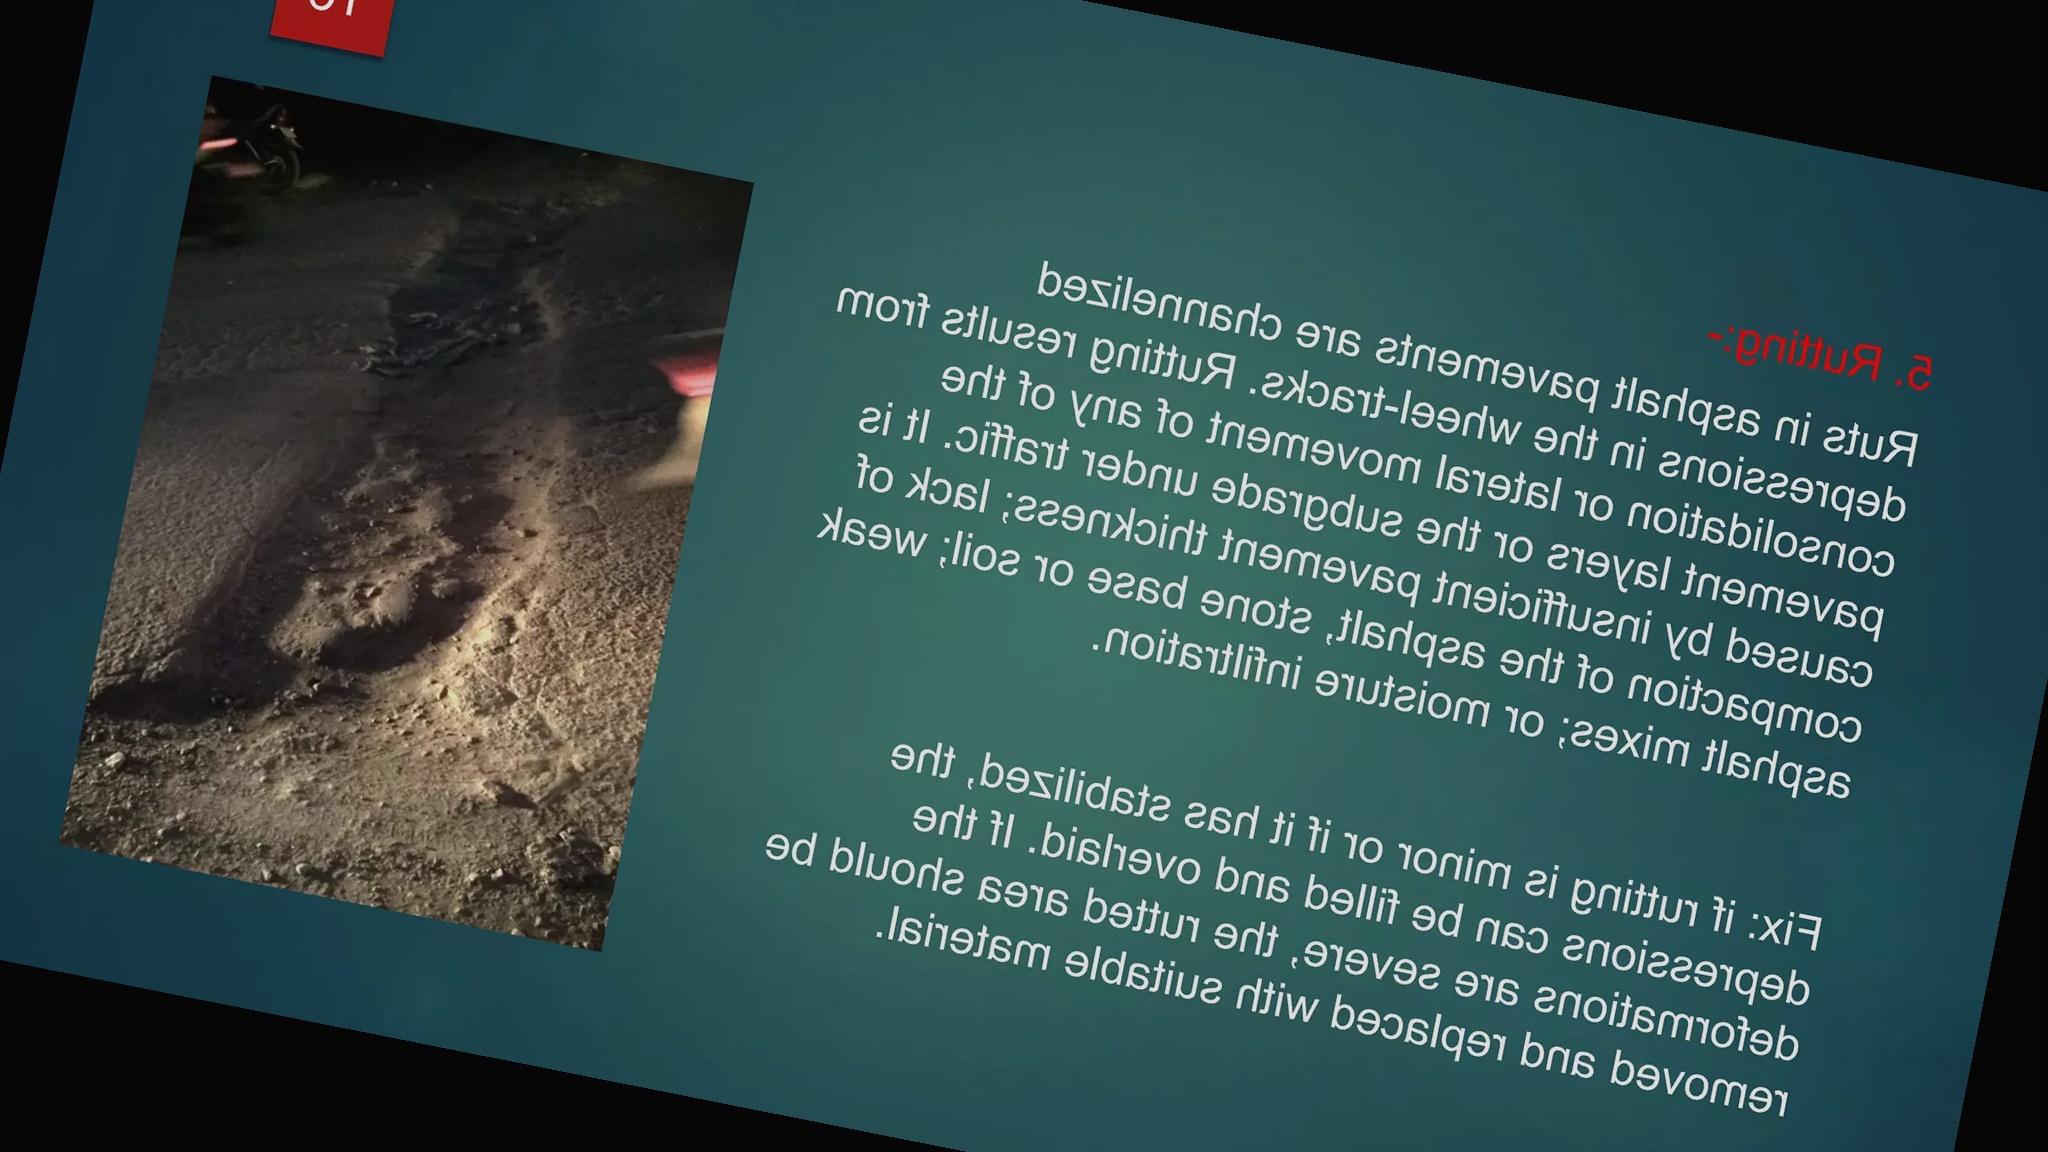 5. Rutting:-
Ruts in asphalt pavements are channelized
depressions in the wheel-tracks. Rutting results from
consolidation or lateral movement of any of the
pavement layers or the subgrade under traffic. It is
caused by insufficient pavement thickness; lack of
compaction of the asphalt, stone base or soil; weak
asphalt mixes; or moisture infiltration.
Fix: if rutting is minor or if it has stabilized, the
depressions can be filled and overlaid. If the
deformations are severe, the rutted area should be
removed and replaced with suitable material.